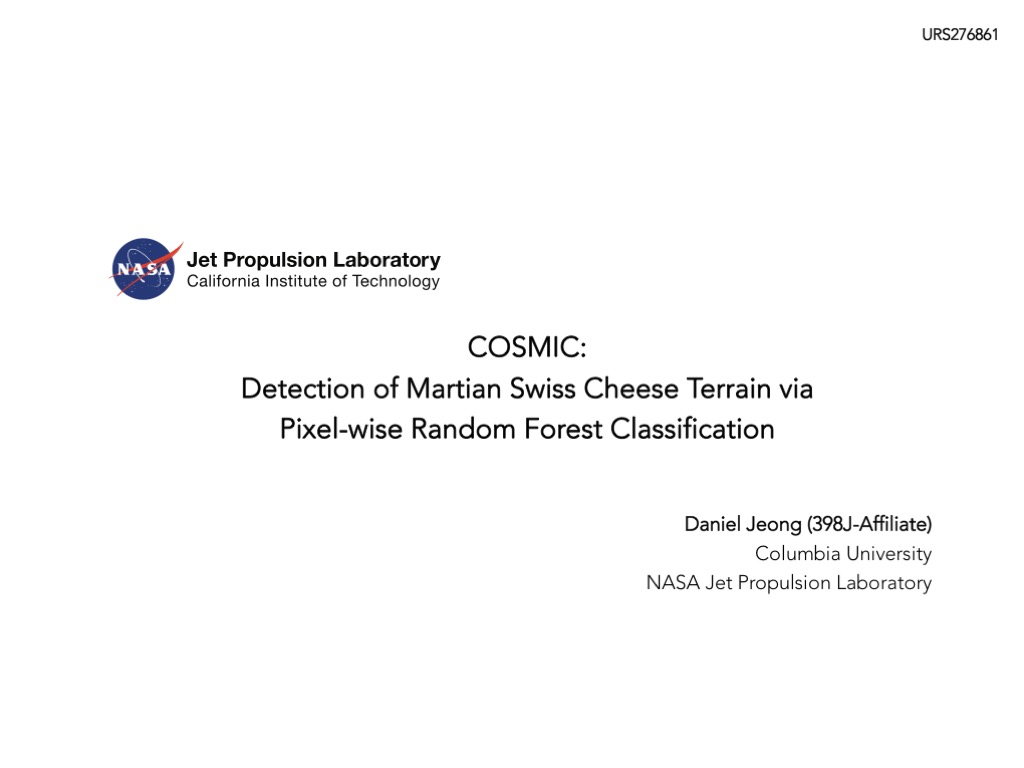 URS276861
NASA
Jet Propulsion Laboratory
California Institute of Technology
COSMIC:
Detection of Martian Swiss Cheese Terrain via
Pixel-wise Random Forest Classification
Daniel Jeong (398J-Affiliate)
Columbia University
NASA Jet Propulsion Laboratory